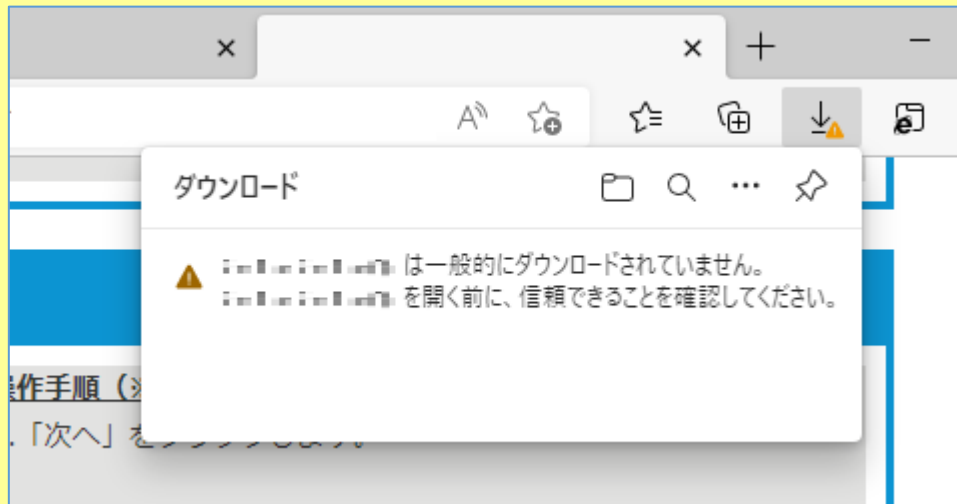 ダウンロード
は一般的にダウンロードされていません。
を開く前に、信頼できることを確認してください。
作手順（※
.「次へ」を